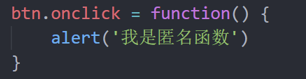 btn.onclick = function() {
    alert('我是匿名函数')
}